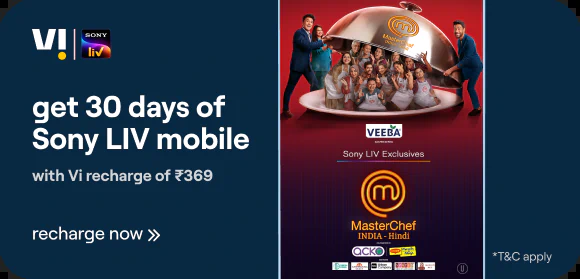 VI
SONY
liv
get 30 days of
Sony LIV mobile
with Vi recharge of ₹369
recharge now
MasterChef
VEEBA
Sony LIV Exclusives
MasterChef
INDIA - Hindi
acko
*T&C apply